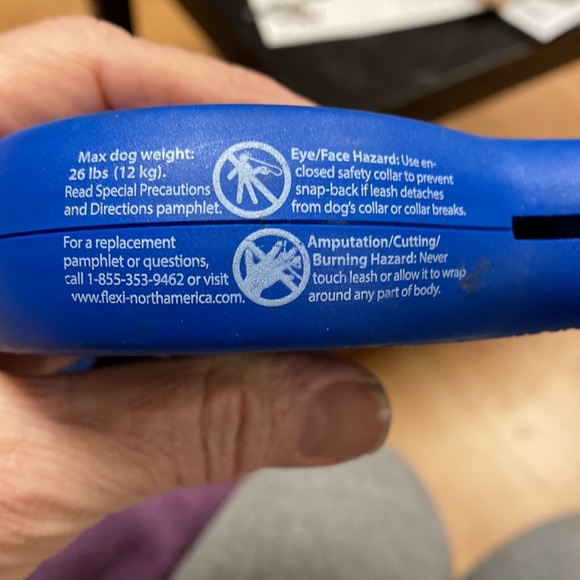 Max dog weight:
26 lbs (12 kg).
Read Special Precautions
and Directions pamphlet.
Eye/Face Hazard: Use en-
closed safety collar to prevent
snap-back if leash detaches
from dog's collar or collar breaks.
For a replacement
pamphlet or questions,
call 1-855-353-9462 or visit
www.flexi-northamerica.com.
Amputation/Cutting/
Burning Hazard: Never
touch leash or allow it to wrap
around any part of body.